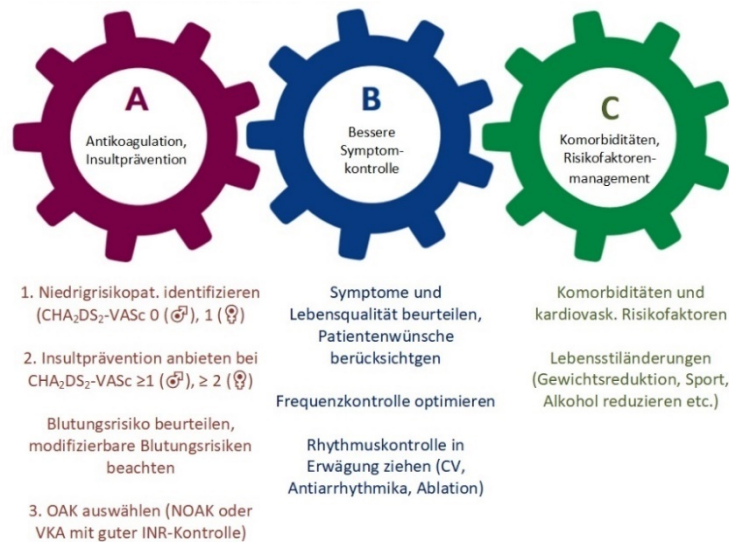 A
Antikoagulation,
Insultprävention
B
Bessere
Symptom-
kontrolle
C
Komorbiditäten,
Risikofaktoren-
management
1. Niedrigrisikopat. identifizieren
(CHA₂DS₂-VASc 0 (♂), 1 (♀)
2. Insultprävention anbieten bei
CHA₂DS₂-VASc ≥1 (♂), ≥ 2 (♀)
Blutungsrisiko beurteilen,
modifizierbare Blutungsrisiken
beachten
3. OAK auswählen (NOAK oder
VKA mit guter INR-Kontrolle)
Symptome und
Lebensqualität beurteilen,
Patientenwünsche
berücksichtgen
Frequenzkontrolle optimieren
Rhythmuskontrolle in
Erwägung ziehen (CV,
Antiarrhythmika, Ablation)
Komorbiditäten und
kardiovask. Risikofaktoren
Lebensstiländerungen
(Gewichtsreduktion, Sport,
Alkohol reduzieren etc.)